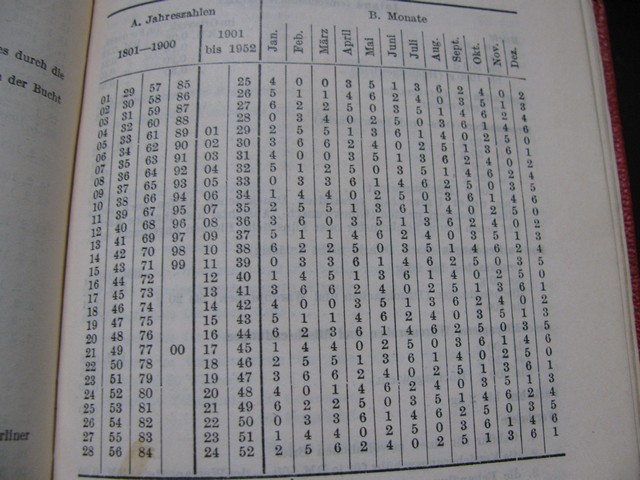 es durch die
der Bucht
rliner
A. Jahreszahlen B. Monate
1801—1900 1901 bis 1952 Jan. Feb. März April Mai Juni Juli Aug. Sept. Okt. Nov. Dez.
01 29 57 85 25 4 0 0 3 5 1 3 6 2 4 0 2
02 30 58 86 26 5 1 1 4 6 2 4 0 3 5 1 3
03 31 59 87 27 6 2 2 5 0 3 5 1 4 6 2 4
04 32 60 88 28 0 3 4 0 2 5 0 3 6 1 4 6
05 33 61 89 01 29 2 5 5 1 3 6 1 4 0 2 5 0
06 34 62 90 02 30 3 6 6 2 4 0 2 5 1 3 6 1
07 35 63 91 03 31 4 0 0 3 5 1 3 6 2 4 0 2
08 36 64 92 04 32 5 1 2 5 0 3 5 1 4 6 2 4
09 37 65 93 05 33 0 3 3 6 1 4 6 2 5 0 3 5
10 38 66 94 06 34 1 4 4 0 2 5 0 3 6 1 4 6
11 39 67 95 07 35 2 5 5 1 3 6 1 4 0 2 5 0
12 40 68 96 08 36 3 6 0 3 5 1 3 6 2 4 0 2
13 41 69 97 09 37 5 1 1 4 6 2 4 0 3 5 1 3
14 42 70 98 10 38 6 2 2 5 0 3 5 1 4 6 2 4
15 43 71 99 11 39 0 3 3 6 1 4 6 2 5 0 3 5
16 44 72 12 40 1 4 5 1 3 6 1 4 0 2 5 0
17 45 73 13 41 3 6 6 2 4 0 2 5 1 3 6 1
18 46 74 14 42 4 0 0 3 5 1 3 6 2 4 0 2
19 47 75 15 43 5 1 1 4 6 2 4 0 3 5 1 3
20 48 76 16 44 6 2 3 6 1 4 6 2 5 0 3 5
21 49 77 00 17 45 1 4 4 0 2 5 0 3 6 1 4 6
22 50 78 18 46 2 5 5 1 3 6 1 4 0 2 5 0
23 51 79 19 47 3 6 6 2 4 0 2 5 1 3 6 1
24 52 80 20 48 4 0 1 4 6 2 4 0 3 5 1 3
25 53 81 21 49 6 2 2 5 0 3 5 1 4 6 2 4
26 54 82 22 50 0 3 3 6 1 4 6 2 5 0 3 5
27 55 83 23 51 1 4 4 0 2 5 0 3 6 1 4 6
28 56 84 24 52 2 5 6 2 4 0 2 5 1 3 6 1